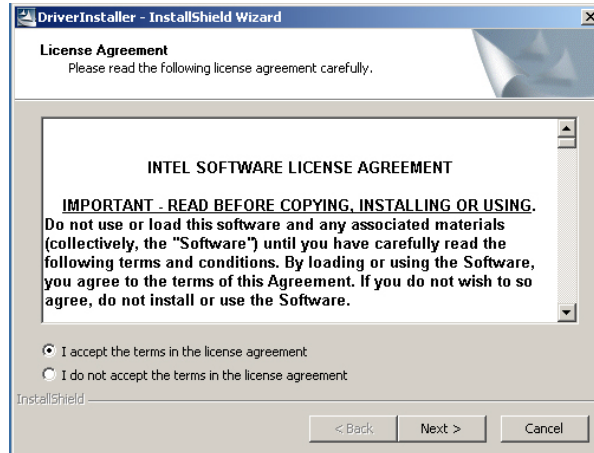 DriverInstaller - InstallShield Wizard
License Agreement
Please read the following license agreement carefully.
INTEL SOFTWARE LICENSE AGREEMENT
IMPORTANT - READ BEFORE COPYING, INSTALLING OR USING.
Do not use or load this software and any associated materials
(collectively, the "Software") until you have carefully read the
following terms and conditions. By loading or using the Software,
you agree to the terms of this Agreement. If you do not wish to so
agree, do not install or use the Software.
I accept the terms in the license agreement
I do not accept the terms in the license agreement
InstallShield
< Back Next > Cancel